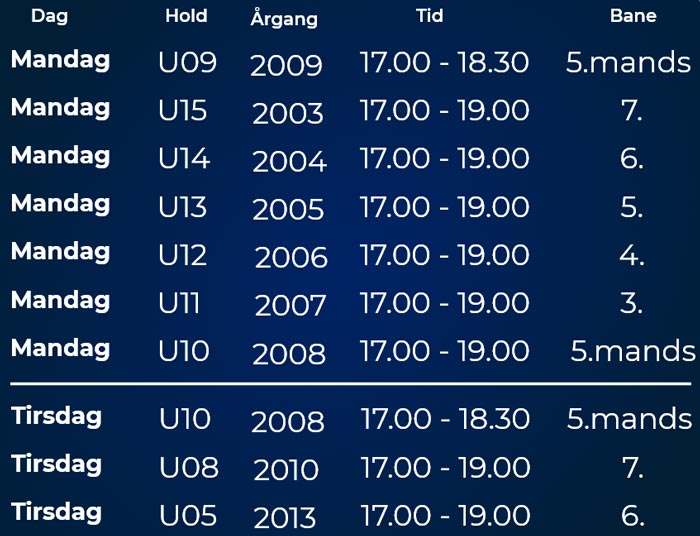 Dag Hold Årgang Tid Bane
Mandag U09 2009 17.00 - 18.30 5.mands
Mandag U15 2003 17.00 - 19.00 7.
Mandag U14 2004 17.00 - 19.00 6.
Mandag U13 2005 17.00 - 19.00 5.
Mandag U12 2006 17.00 - 19.00 4.
Mandag U11 2007 17.00 - 19.00 3.
Mandag U10 2008 17.00 - 19.00 5.mands
Tirsdag U10 2008 17.00 - 18.30 5.mands
Tirsdag U08 2010 17.00 - 19.00 7.
Tirsdag U05 2013 17.00 - 19.00 6.